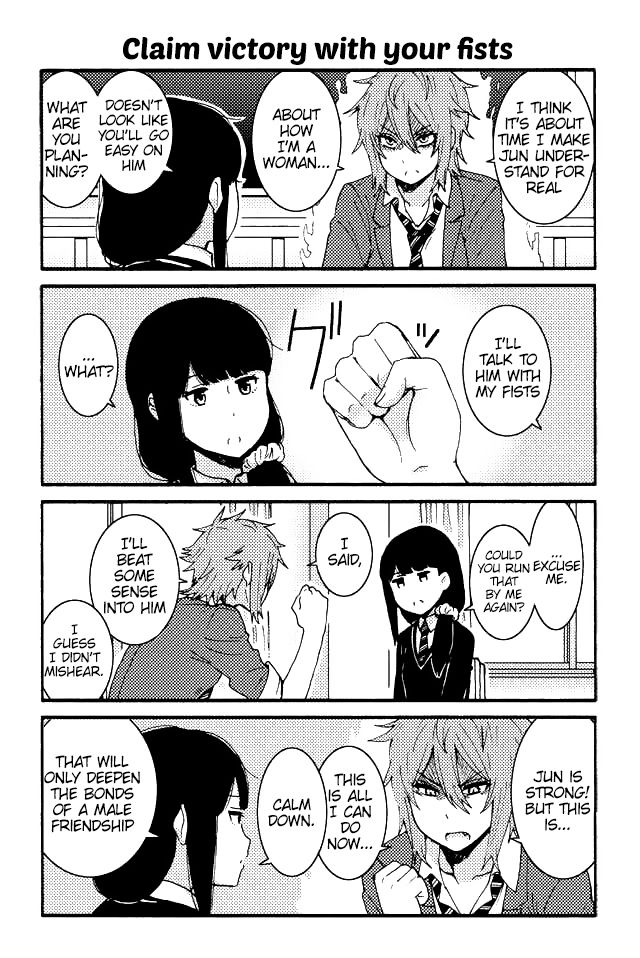 Claim victory with your fists
I THINK
IT'S ABOUT
TIME I MAKE
JUN UNDER-
STAND FOR
REAL
ABOUT
HOW
I'M A
WOMAN...
DOESN'T
LOOK LIKE
YOU'LL GO
EASY ON
HIM
WHAT
ARE
YOU
PLAN-
NING?
I'LL
TALK TO
HIM WITH
MY FISTS
グッ
...
WHAT?
...
EXCUSE
ME.
COULD
YOU RUN
THAT
BY ME
AGAIN?
I
SAID,
I'LL
BEAT
SOME
SENSE
INTO HIM
I
GUESS
I DIDN'T
MISHEAR.
JUN IS
STRONG!
BUT THIS
IS...
THIS
IS ALL
I CAN
DO
NOW...
CALM
DOWN.
THAT WILL
ONLY DEEPEN
THE BONDS
OF A MALE
FRIENDSHIP